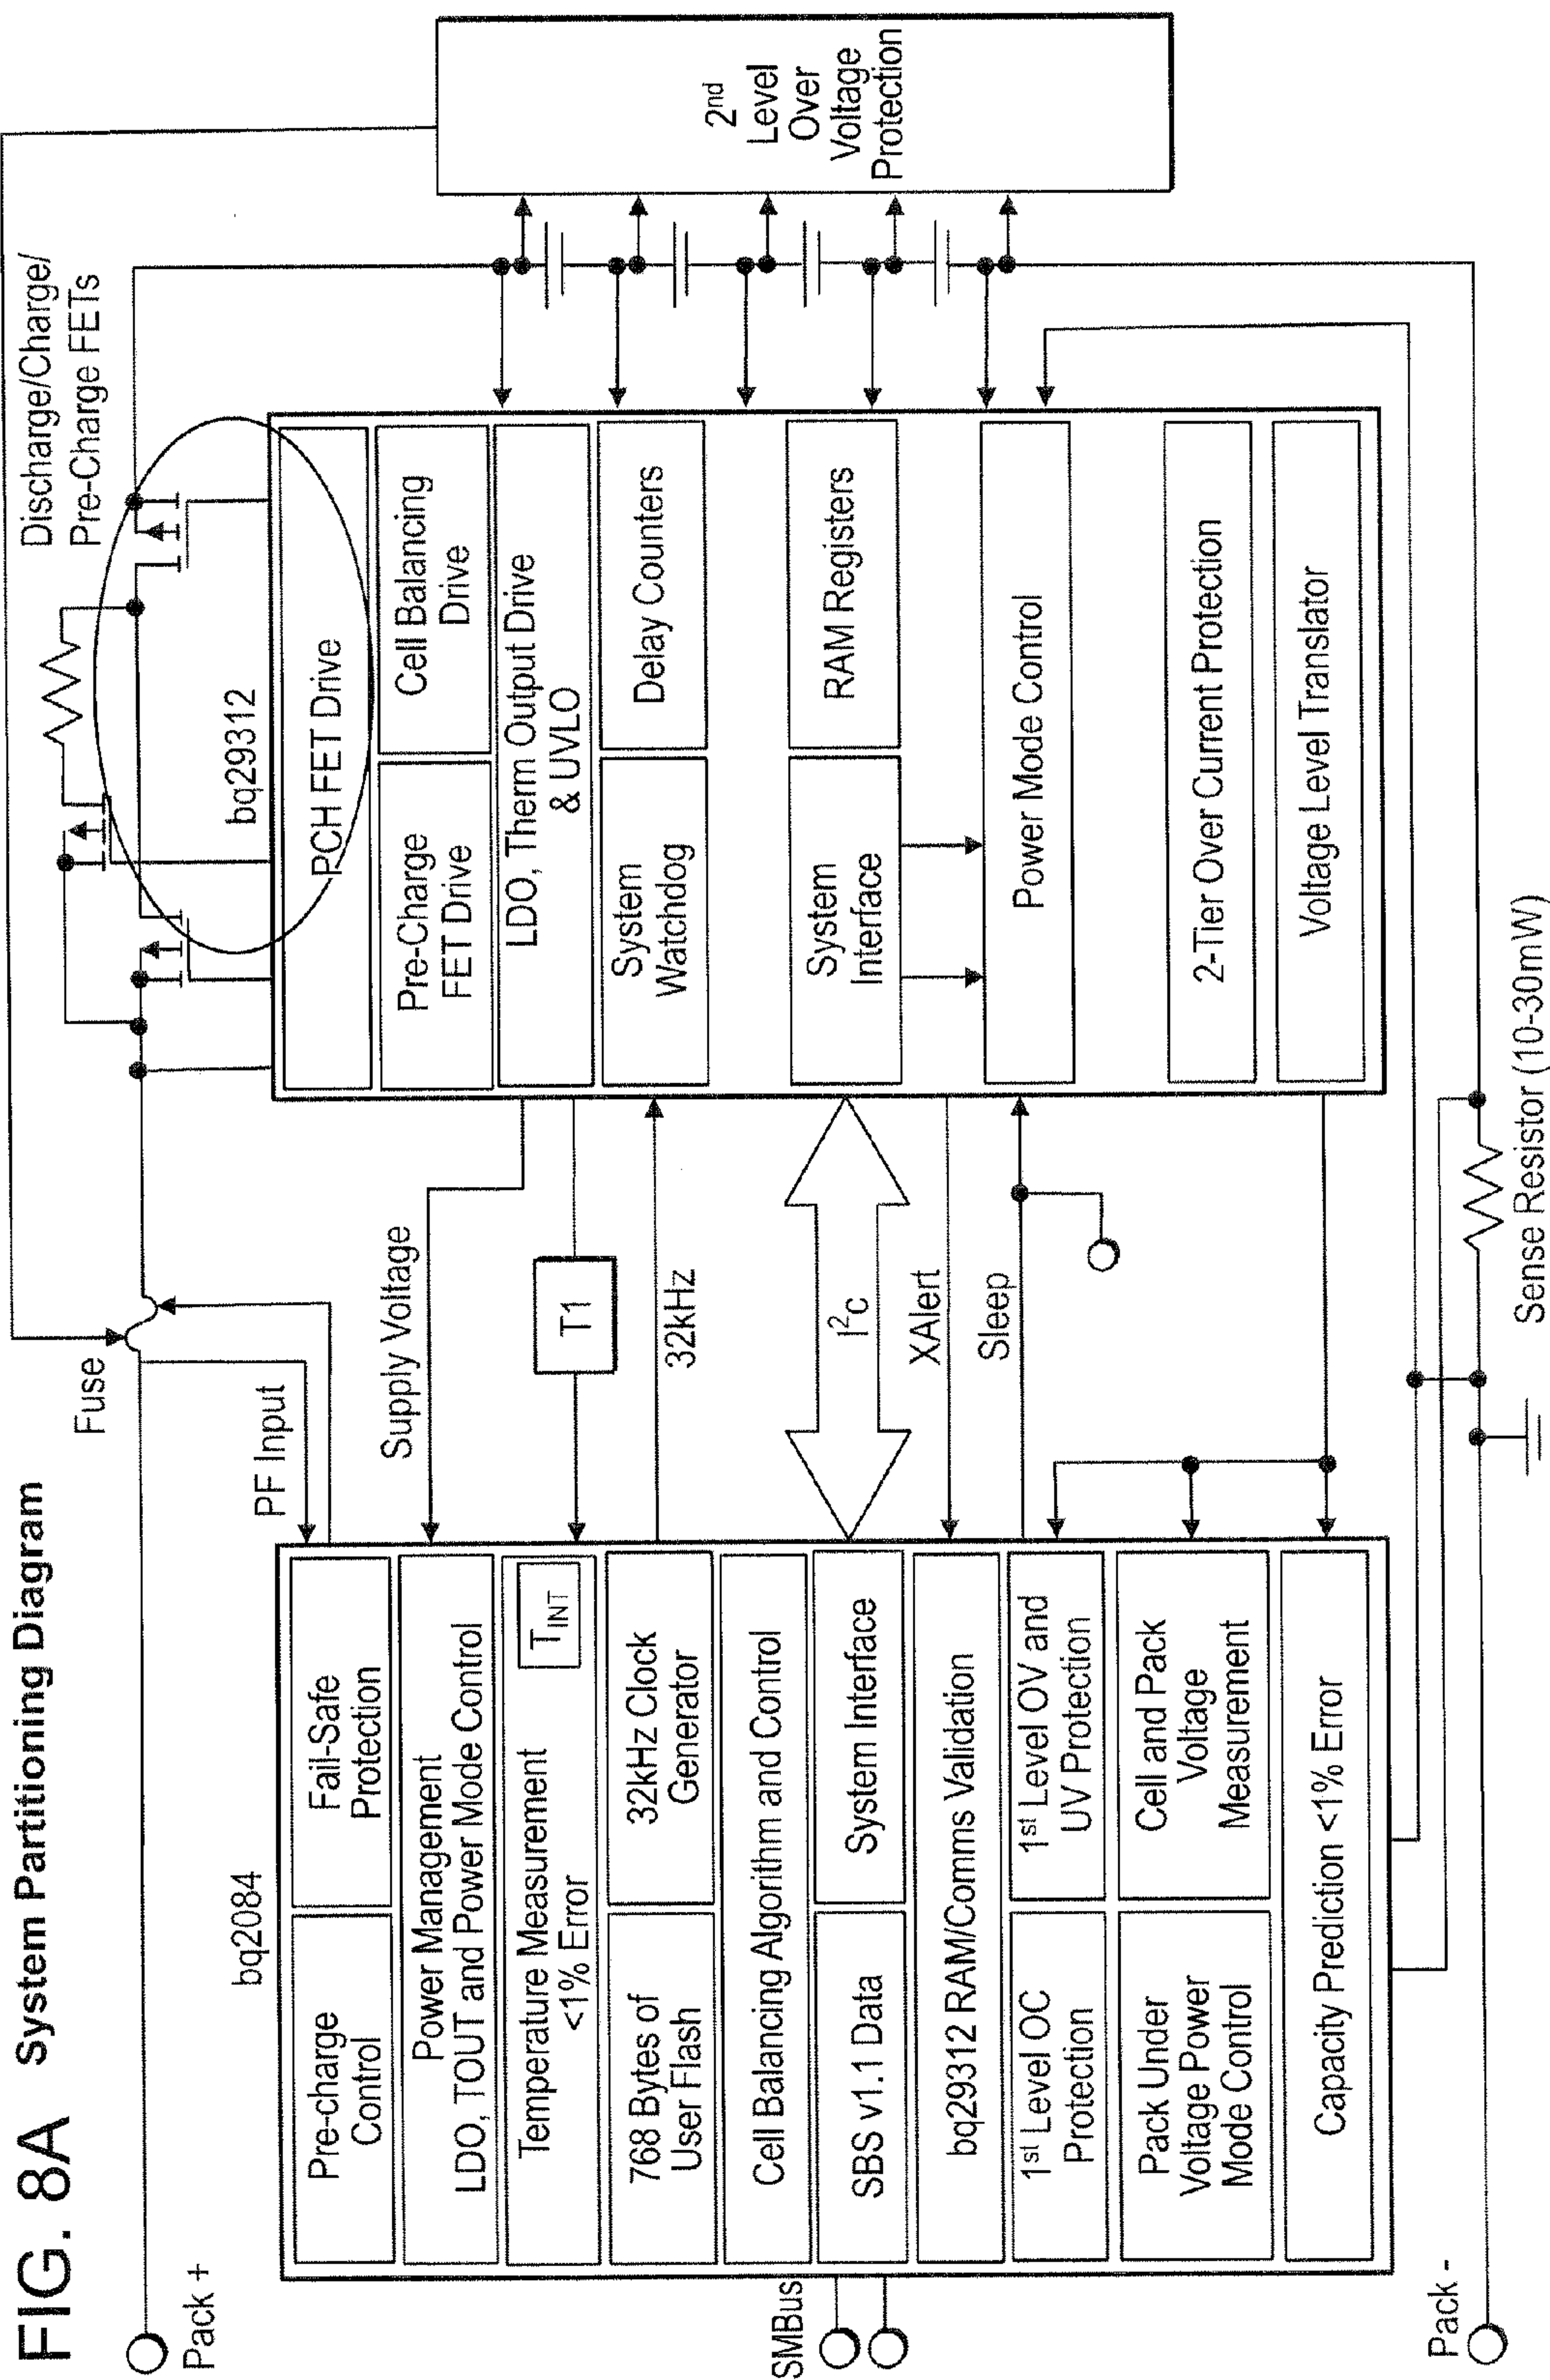 FIG. 8A System Partitioning Diagram
Discharge/Charge/
Pre-Charge FETs
Fuse
PF Input
Pack +
bq2084
Pre-charge
Control
Fail-Safe
Protection
Power Management
LDO, TOUT and Power Mode Control
Temperature Measurement
<1% Error
TINT
768 Bytes of
User Flash
32kHz Clock
Generator
Cell Balancing Algorithm and Control
SBS v1.1 Data
System Interface
bq29312 RAM/Comms Validation
1st Level OC
Protection
1st Level OV and
UV Protection
Pack Under
Voltage Power
Mode Control
Cell and Pack
Voltage
Measurement
Capacity Prediction <1% Error
SMBus
Supply Voltage
T1
32kHz
I2C
XAlert
Sleep
bq29312
PCH FET Drive
Pre-Charge
FET Drive
Cell Balancing
Drive
LDO, Therm Output Drive
& UVLO
System
Watchdog
Delay Counters
System
Interface
RAM Registers
Power Mode Control
2-Tier Over Current Protection
Voltage Level Translator
2nd
Level
Over
Voltage
Protection
Pack -
Sense Resistor (10-30mW)